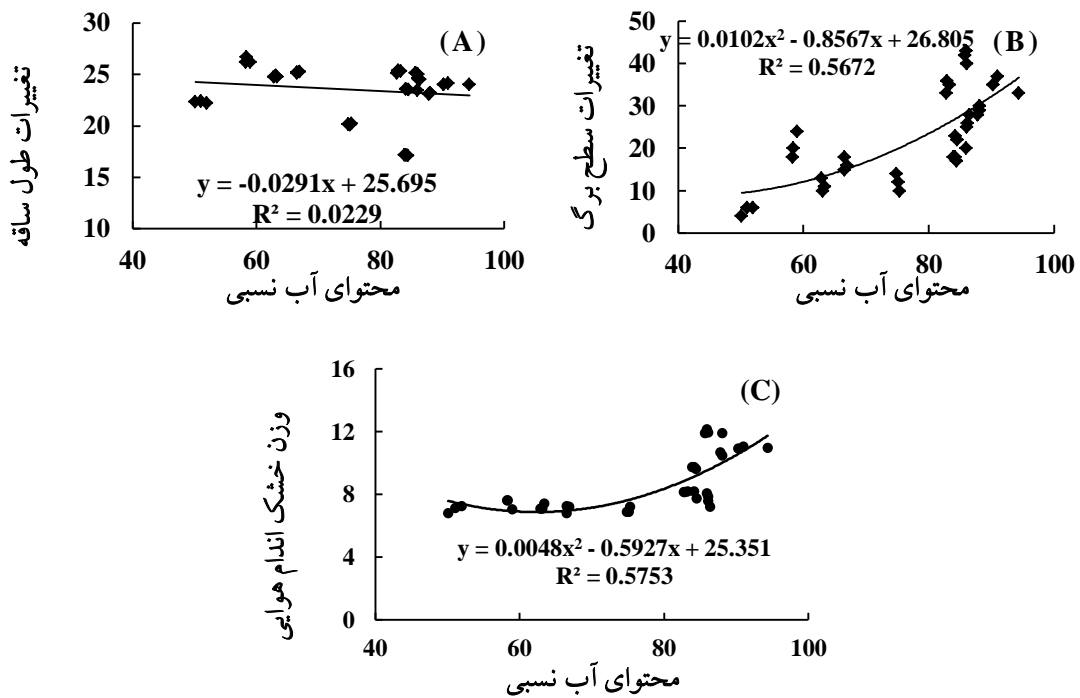 (A)
تغییرات طول ساقه
30
25
20
15
10
y = -0.0291x + 25.695
R² = 0.0229
40 60 80 100
محتوای آب نسبی
(B)
تغییرات سطح برگ
y = 0.0102x² - 0.8567x + 26.805
R² = 0.5672
50
40
30
20
10
0
40 60 80 100
محتوای آب نسبی
(C)
وزن خشک اندام هوایی
16
12
8
4
0
y = 0.0048x² - 0.5927x + 25.351
R² = 0.5753
40 60 80 100
محتوای آب نسبی